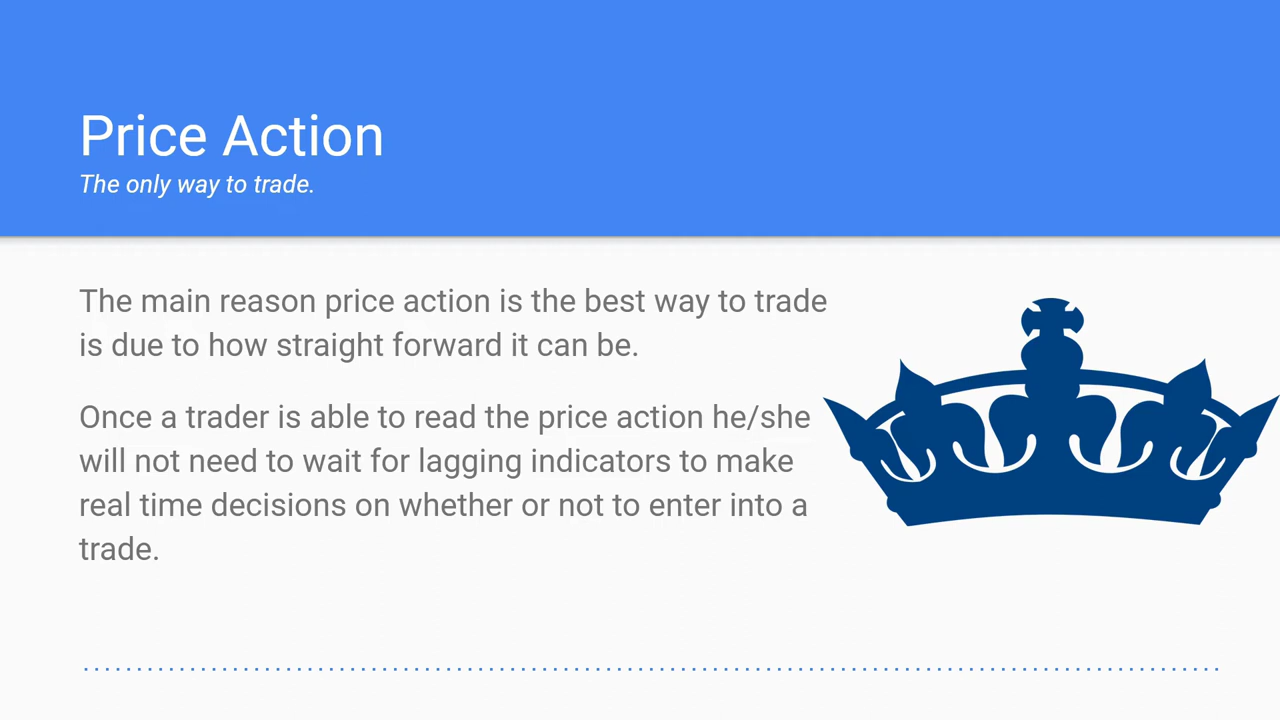 Price Action
The only way to trade.
The main reason price action is the best way to trade
is due to how straight forward it can be.
Once a trader is able to read the price action he/she
will not need to wait for lagging indicators to make
real time decisions on whether or not to enter into a
trade.